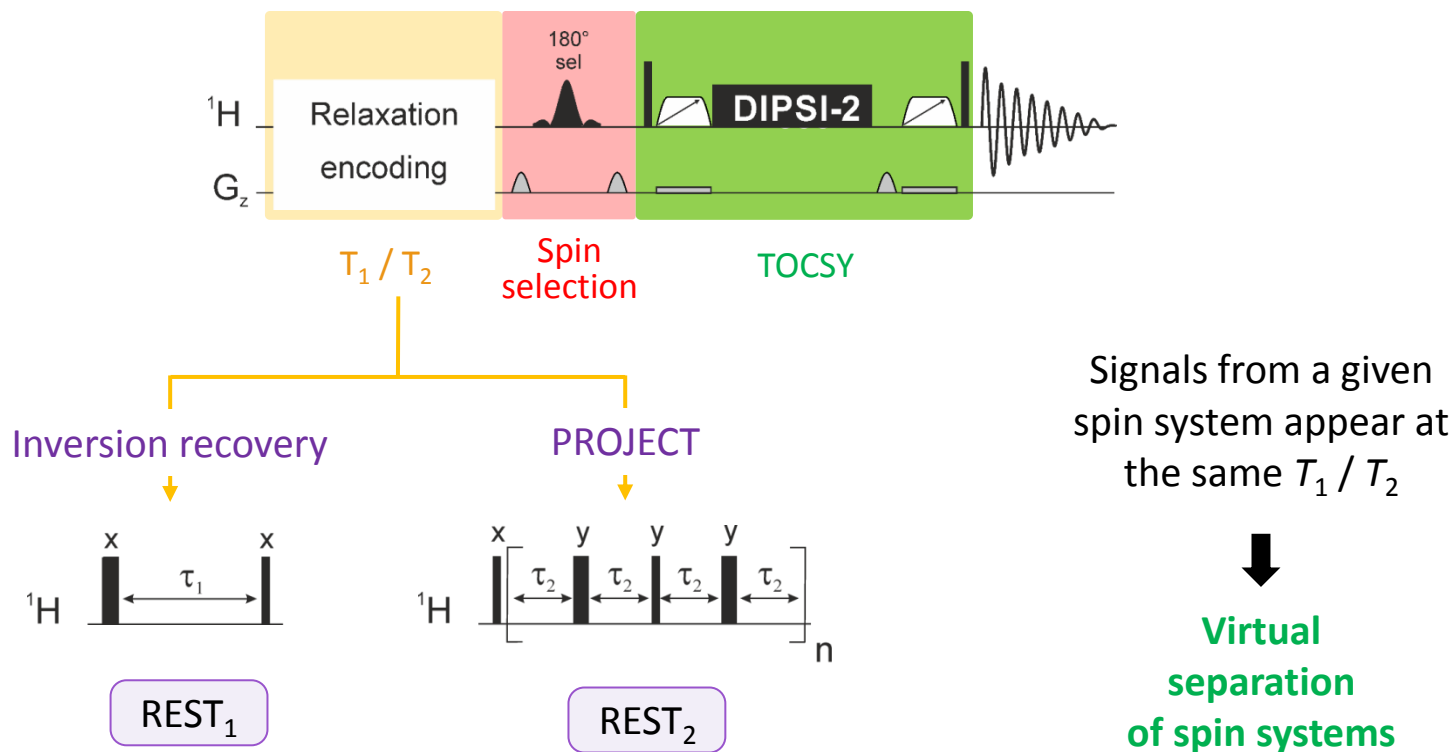 180°
sel
¹H
Relaxation
encoding
DIPSI-2
G_z
T₁ / T₂
Spin
selection
TOCSY
Inversion recovery
PROJECT
Signals from a given
spin system appear at
the same T₁ / T₂
x x
τ₁
¹H
REST₁
x y y y
τ₂ τ₂ τ₂ τ₂
¹H
n
REST₂
Virtual
separation
of spin systems